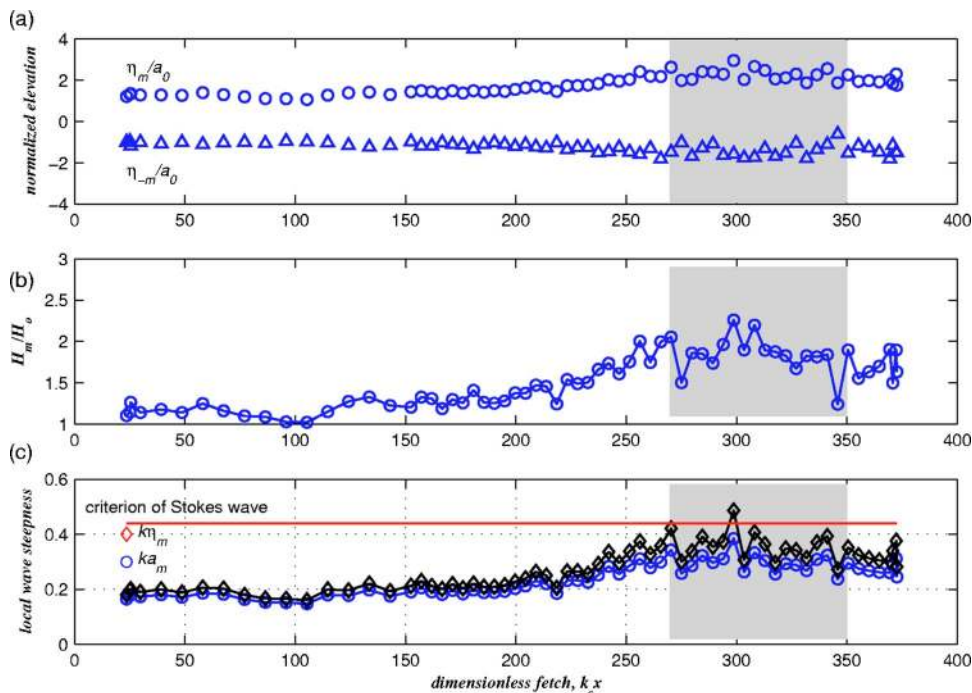 (a)
normalized elevation
4
2
0
−2
−4
η_m/a_0
η_−m/a_0
0 50 100 150 200 250 300 350 400
(b)
H_m/H_o
3
2.5
2
1.5
1
0 50 100 150 200 250 300 350 400
(c)
local wave steepness
0.6
0.4
0.2
0
criterion of Stokes wave
kη_m
ka_m
0 50 100 150 200 250 300 350 400
dimensionless fetch, k_c x